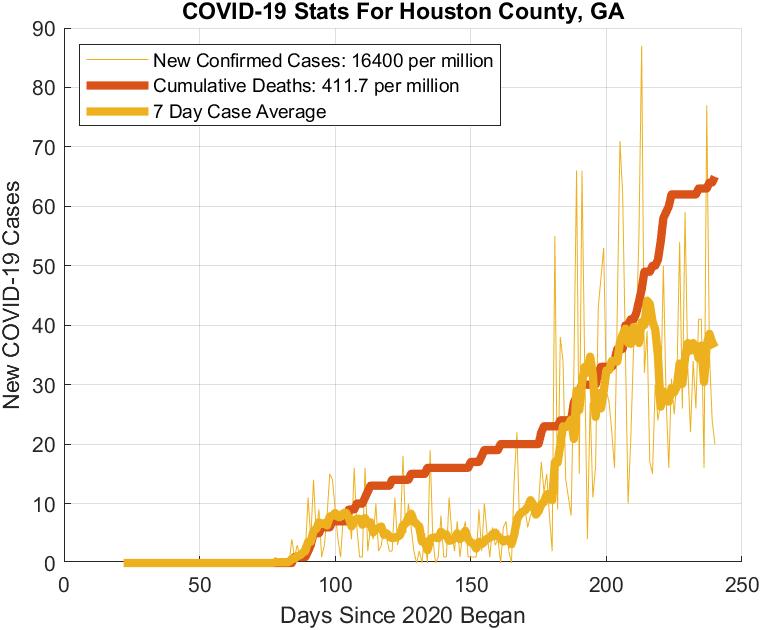 COVID-19 Stats For Houston County, GA
New Confirmed Cases: 16400 per million
Cumulative Deaths: 411.7 per million
7 Day Case Average
New COVID-19 Cases
90
80
70
60
50
40
30
20
10
0
0 50 100 150 200 250
Days Since 2020 Began